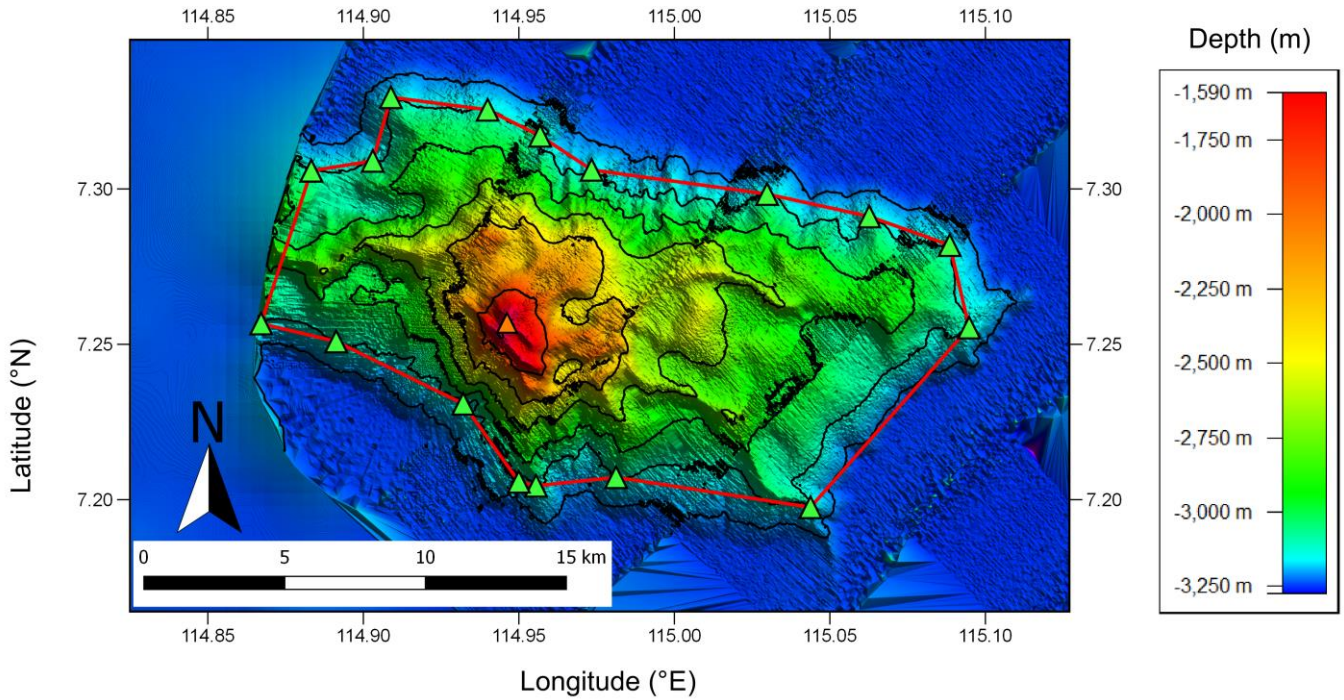 114.85 114.90 114.95 115.00 115.05 115.10
Depth (m)
-1,590 m
-1,750 m
-2,000 m
-2,250 m
-2,500 m
-2,750 m
-3,000 m
-3,250 m
7.30
7.25
7.20
Latitude (°N)
7.30
7.25
7.20
N
0 5 10 15 km
114.85 114.90 114.95 115.00 115.05 115.10
Longitude (°E)